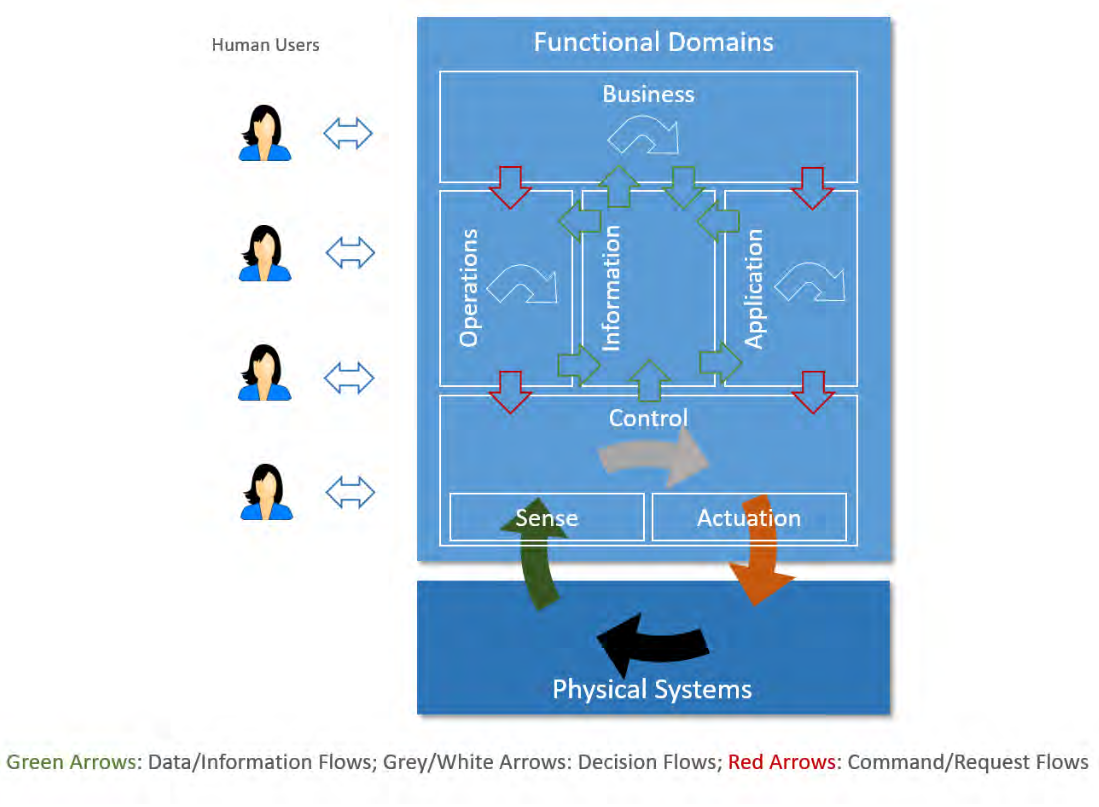 Human Users
Functional Domains
Business
Operations
Information
Application
Control
Sense
Actuation
Physical Systems
Green Arrows: Data/Information Flows; Grey/White Arrows: Decision Flows; Red Arrows: Command/Request Flows